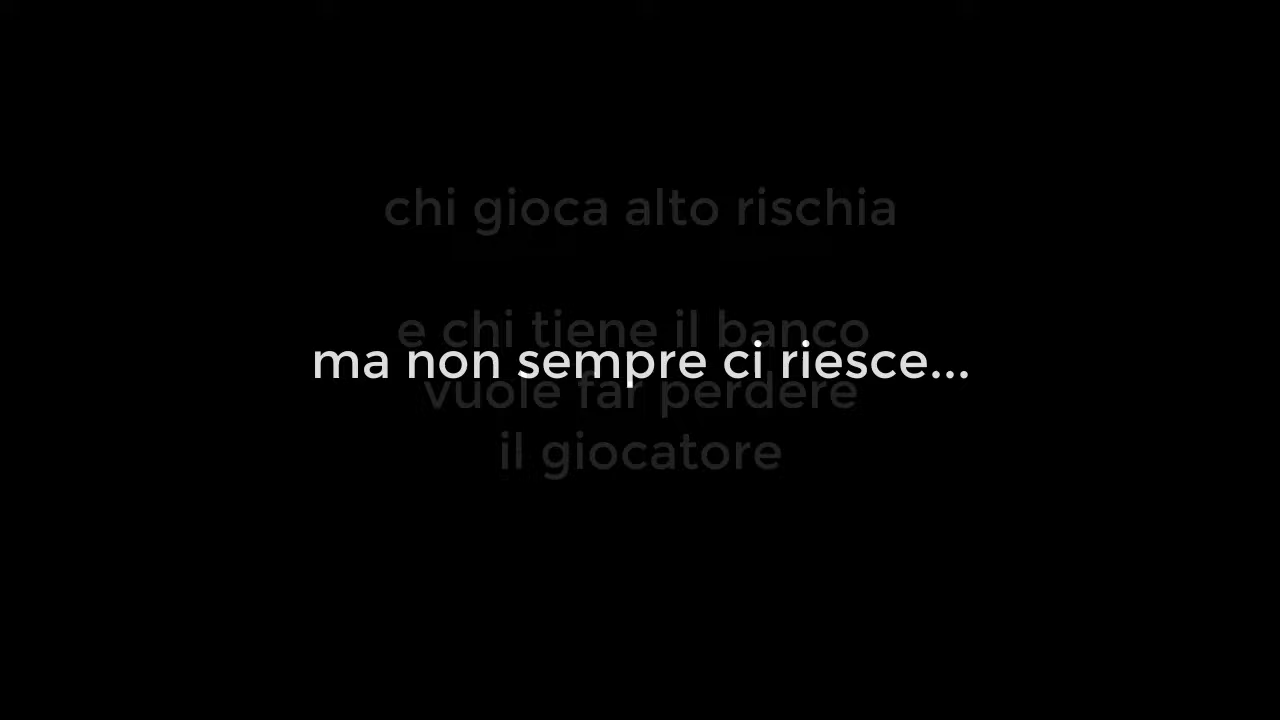 chi gioca alto rischia
e chi tiene il banco
ma non sempre ci riesce...
vuole far perdere
il giocatore